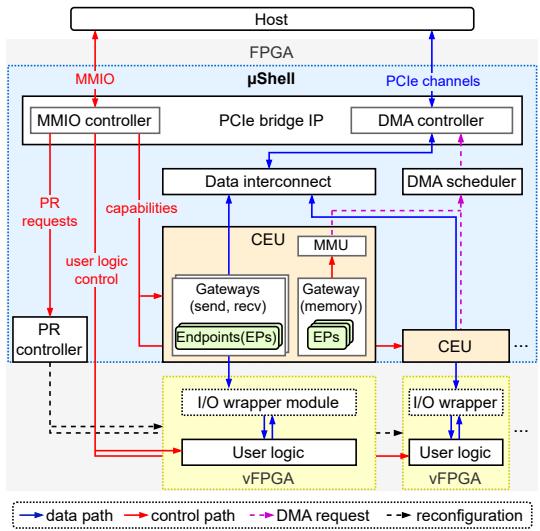 Host
FPGA
MMIO
μShell
PCIe channels
MMIO controller
PCIe bridge IP
DMA controller
Data interconnect
DMA scheduler
PR
requests
capabilities
user logic
control
CEU
MMU
Gateways
(send, recv)
Gateway
(memory)
Endpoints(EPs)
EPs
PR
controller
CEU
...
I/O wrapper module
I/O wrapper
User logic
User logic
...
vFPGA
vFPGA
data path
control path
DMA request
reconfiguration